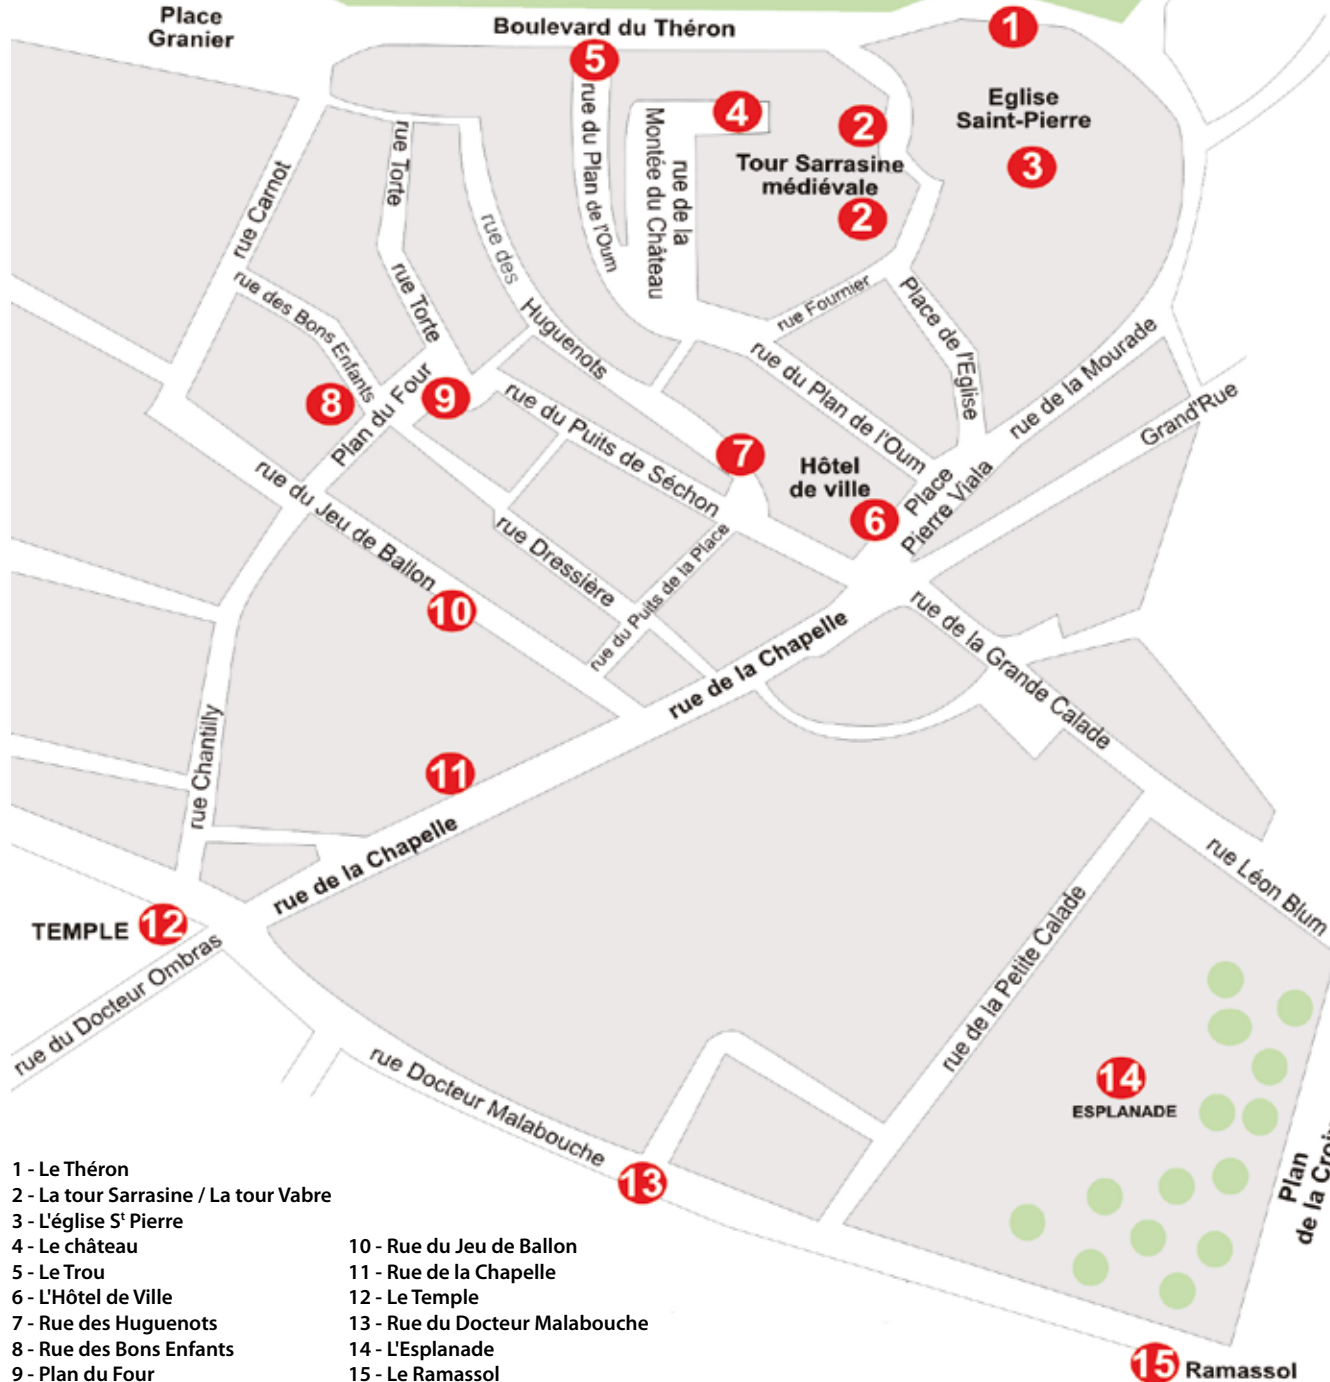 Place
Granier
Boulevard du Théron
1
5
Eglise
Saint-Pierre
4
2
3
Tour Sarrasine
médiévale
2
rue du Plan de l'Oum
Montée du Château
rue de la
rue Torte
rue Carnot
rue des
Huguenots
rue Torte
rue des Bons Enfants
rue Fournier
Place de l'Eglise
rue de la Mourade
Grand'Rue
rue du Plan de l'Oum
8
9
Plan du Four
rue du Puits de Séchon
7
Hôtel
de ville
6
Place
Pierre Viala
rue du Jeu de Ballon
rue Dressière
rue du Puits de la Place
10
rue de la Chapelle
rue de la Grande Calade
rue Chantilly
11
rue de la Chapelle
rue Léon Blum
TEMPLE
12
rue du Docteur Ombras
rue de la Petite Calade
rue Docteur Malabouche
14
ESPLANADE
13
Plan
de la Croix
15
Ramassol
1 - Le Théron
2 - La tour Sarrasine / La tour Vabre
3 - L'église Sᵗ Pierre
4 - Le château
5 - Le Trou
6 - L'Hôtel de Ville
7 - Rue des Huguenots
8 - Rue des Bons Enfants
9 - Plan du Four
10 - Rue du Jeu de Ballon
11 - Rue de la Chapelle
12 - Le Temple
13 - Rue du Docteur Malabouche
14 - L'Esplanade
15 - Le Ramassol